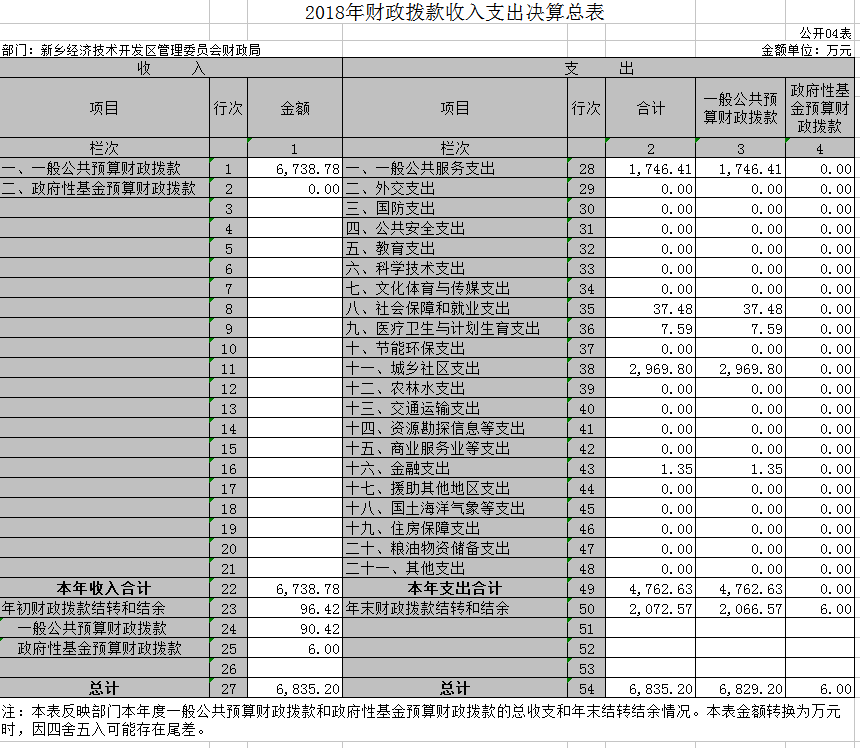 2018年财政拨款收入支出决算总表
公开04表
部门：新乡经济技术开发区管理委员会财政局 金额单位：万元
收 入 支 出
项目 行次 金额 项目 行次 合计 一般公共预算财政拨款 政府性基金预算财政拨款
栏次 1 栏次 2 3 4
一、一般公共预算财政拨款 1 6,738.78 一、一般公共服务支出 28 1,746.41 1,746.41 0.00
二、政府性基金预算财政拨款 2 0.00 二、外交支出 29 0.00 0.00 0.00
3 三、国防支出 30 0.00 0.00 0.00
4 四、公共安全支出 31 0.00 0.00 0.00
5 五、教育支出 32 0.00 0.00 0.00
6 六、科学技术支出 33 0.00 0.00 0.00
7 七、文化体育与传媒支出 34 0.00 0.00 0.00
8 八、社会保障和就业支出 35 37.48 37.48 0.00
9 九、医疗卫生与计划生育支出 36 7.59 7.59 0.00
10 十、节能环保支出 37 0.00 0.00 0.00
11 十一、城乡社区支出 38 2,969.80 2,969.80 0.00
12 十二、农林水支出 39 0.00 0.00 0.00
13 十三、交通运输支出 40 0.00 0.00 0.00
14 十四、资源勘探信息等支出 41 0.00 0.00 0.00
15 十五、商业服务业等支出 42 0.00 0.00 0.00
16 十六、金融支出 43 1.35 1.35 0.00
17 十七、援助其他地区支出 44 0.00 0.00 0.00
18 十八、国土海洋气象等支出 45 0.00 0.00 0.00
19 十九、住房保障支出 46 0.00 0.00 0.00
20 二十、粮油物资储备支出 47 0.00 0.00 0.00
21 二十一、其他支出 48 0.00 0.00 0.00
本年收入合计 22 6,738.78 本年支出合计 49 4,762.63 4,762.63 0.00
年初财政拨款结转和结余 23 96.42 年末财政拨款结转和结余 50 2,072.57 2,066.57 6.00
一般公共预算财政拨款 24 90.42 51
政府性基金预算财政拨款 25 6.00 52
26 53
总计 27 6,835.20 总计 54 6,835.20 6,829.20 6.00
注：本表反映部门本年度一般公共预算财政拨款和政府性基金预算财政拨款的总收支和年末结转结余情况。本表金额转换为万元
时，因四舍五入可能存在尾差。